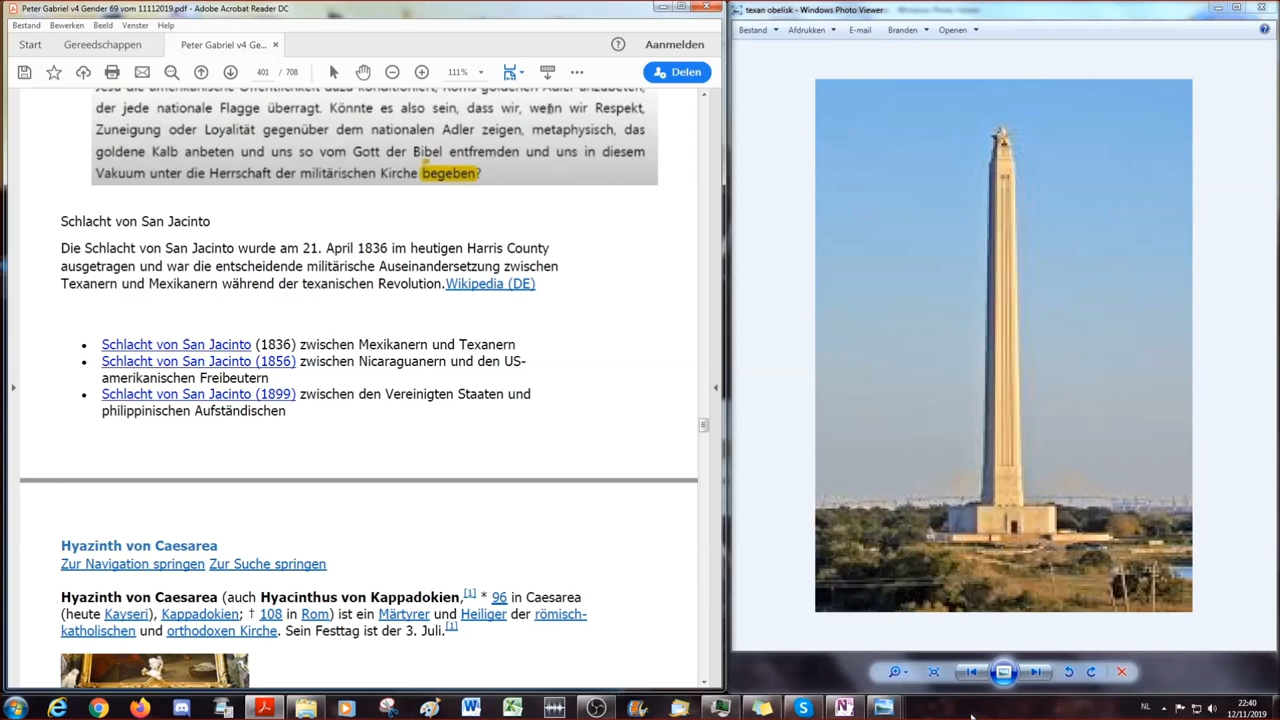 Peter Gabriel v4 Gender 69 vom 11112019.pdf - Adobe Acrobat Reader DC
Bestand Bewerken Beeld Venster Help
Start Gereedschappen Peter Gabriel v4 Ge... × Aanmelden
401 / 708 111% Delen
Jesu die amerikanische Öffentlichkeit dazu konditioniert, Roms goldenen Adler anzubeten,
der jede nationale Flagge überragt. Könnte es also sein, dass wir, wenn wir Respekt,
Zuneigung oder Loyalität gegenüber dem nationalen Adler zeigen, metaphysisch, das
goldene Kalb anbeten und uns so vom Gott der Bibel entfremden und uns in diesem
Vakuum unter die Herrschaft der militärischen Kirche begeben?
Schlacht von San Jacinto
Die Schlacht von San Jacinto wurde am 21. April 1836 im heutigen Harris County
ausgetragen und war die entscheidende militärische Auseinandersetzung zwischen
Texanern und Mexikanern während der texanischen Revolution.Wikipedia (DE)
• Schlacht von San Jacinto (1836) zwischen Mexikanern und Texanern
• Schlacht von San Jacinto (1856) zwischen Nicaraguanern und den US-
amerikanischen Freibeutern
• Schlacht von San Jacinto (1899) zwischen den Vereinigten Staaten und
philippinischen Aufständischen
Hyazinth von Caesarea
Zur Navigation springen Zur Suche springen
Hyazinth von Caesarea (auch Hyacinthus von Kappadokien,[1] * 96 in Caesarea
(heute Kayseri), Kappadokien; † 108 in Rom) ist ein Märtyrer und Heiliger der römisch-
katholischen und orthodoxen Kirche. Sein Festtag ist der 3. Juli.[1]
texan obelisk - Windows Photo Viewer
Bestand Afdrukken E-mail Branden Openen
NL 22:40
12/11/2019